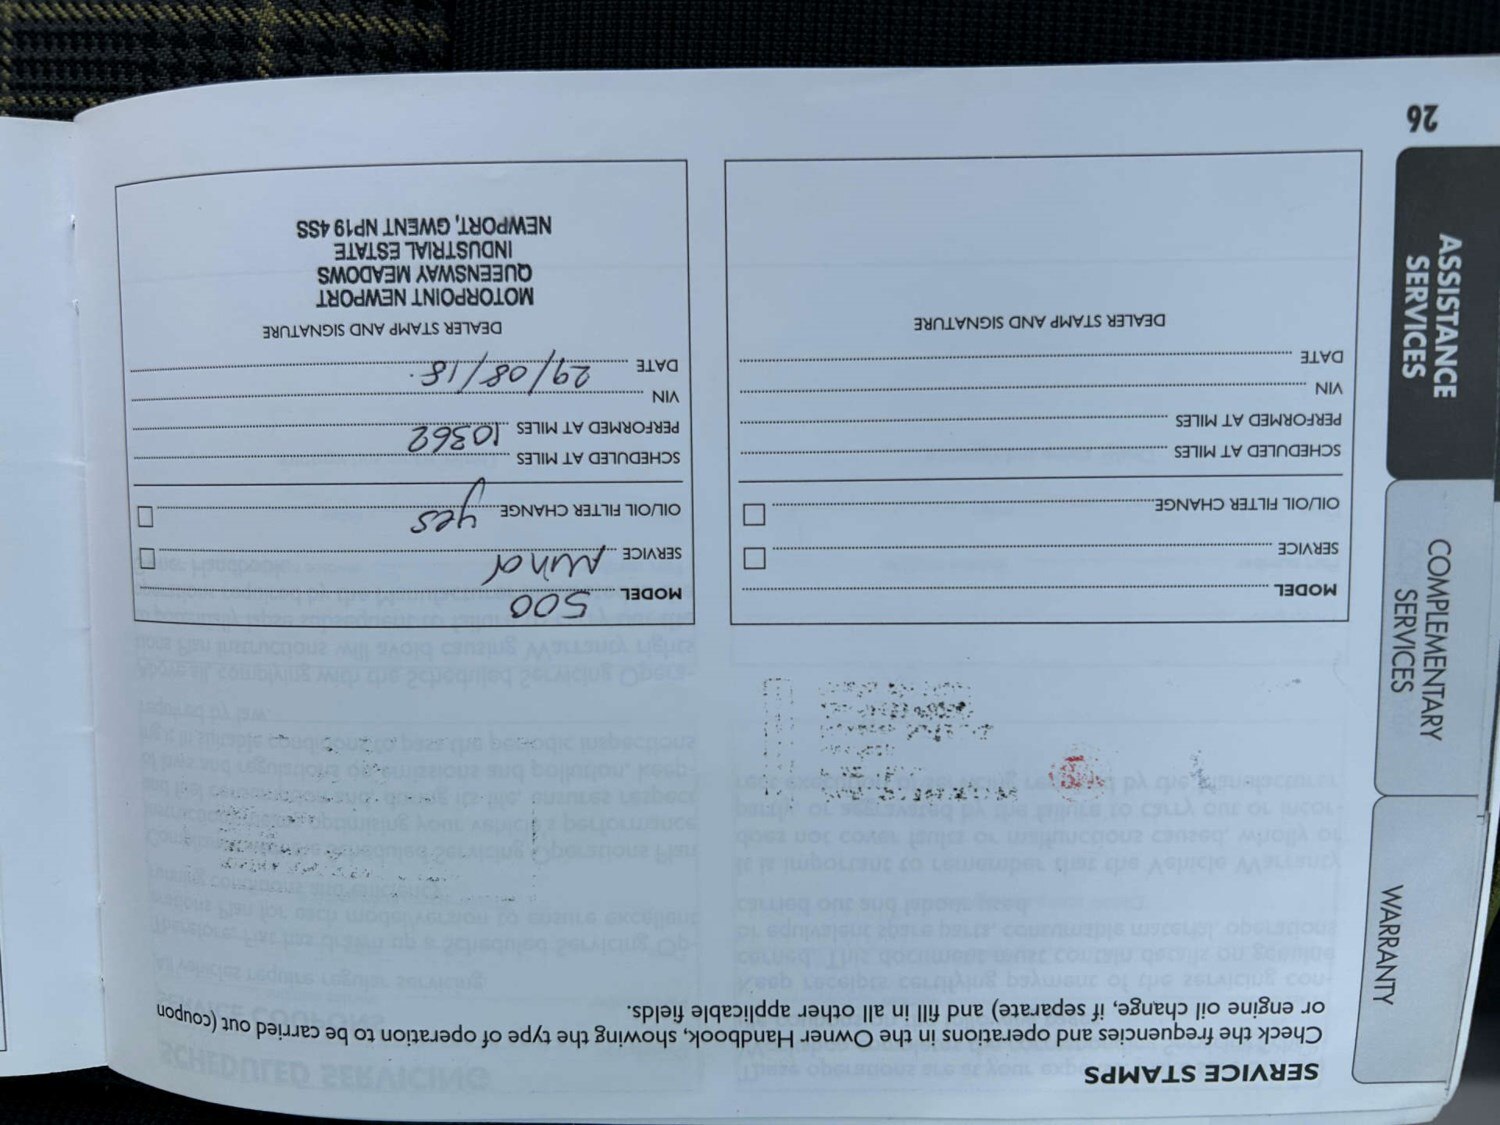 SERVICE STAMPS
Check the frequencies and operations in the Owner Handbook, showing the type of operation to be carried out (coupon
or engine oil change, if separate) and fill in all other applicable fields.
MODEL
SERVICE
OIL/OIL FILTER CHANGE
SCHEDULED AT MILES
PERFORMED AT MILES
VIN
DATE
DEALER STAMP AND SIGNATURE
MODEL 500
SERVICE Minor
OIL/OIL FILTER CHANGE yes
SCHEDULED AT MILES
PERFORMED AT MILES 10362
VIN
DATE 29/08/18.
DEALER STAMP AND SIGNATURE
MOTORPOINT NEWPORT
QUEENSWAY MEADOWS
INDUSTRIAL ESTATE
NEWPORT, GWENT NP19 4SS
WARRANTY
COMPLEMENTARY
SERVICES
ASSISTANCE
SERVICES
26